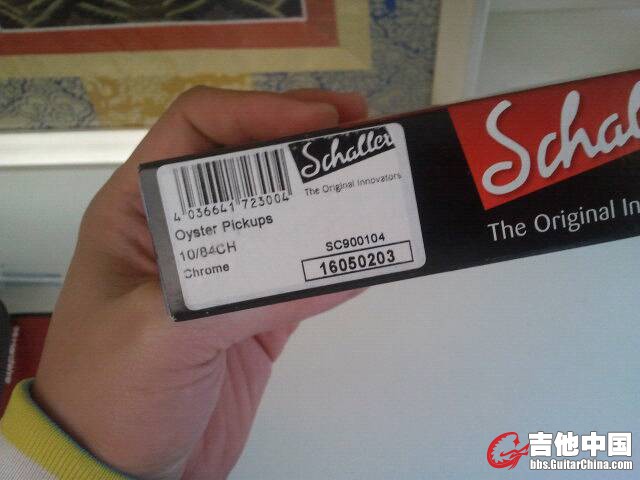 Schaller
The Original Innovators
4 036641 723004
Oyster Pickups
10/84CH
Chrome
SC900104
16050203
Scha
The Original In
吉他中国
bbs.GuitarChina.com